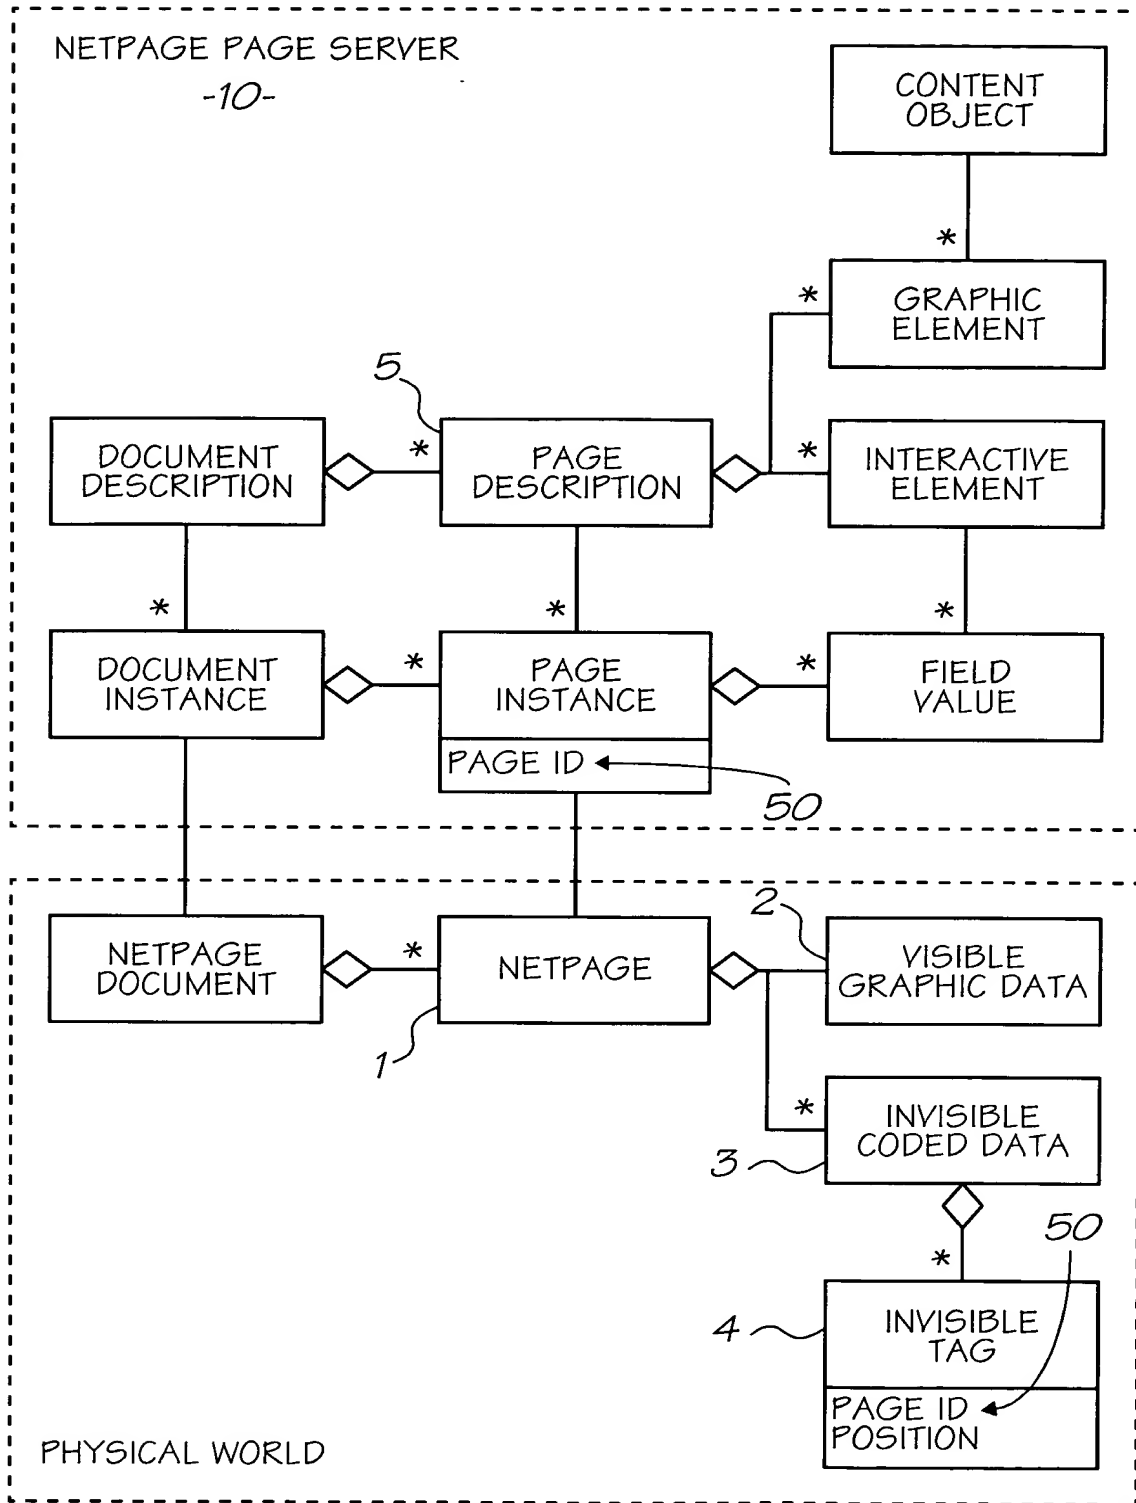 NETPAGE PAGE SERVER
-10-
CONTENT
OBJECT
*
GRAPHIC
ELEMENT
*
5
DOCUMENT
DESCRIPTION
*
PAGE
DESCRIPTION
*
INTERACTIVE
ELEMENT
*
*
*
DOCUMENT
INSTANCE
*
PAGE
INSTANCE
*
FIELD
VALUE
PAGE ID
50
NETPAGE
DOCUMENT
*
NETPAGE
1
2
VISIBLE
GRAPHIC DATA
*
INVISIBLE
CODED DATA
3
*
50
4
INVISIBLE
TAG
PAGE ID
POSITION
PHYSICAL WORLD